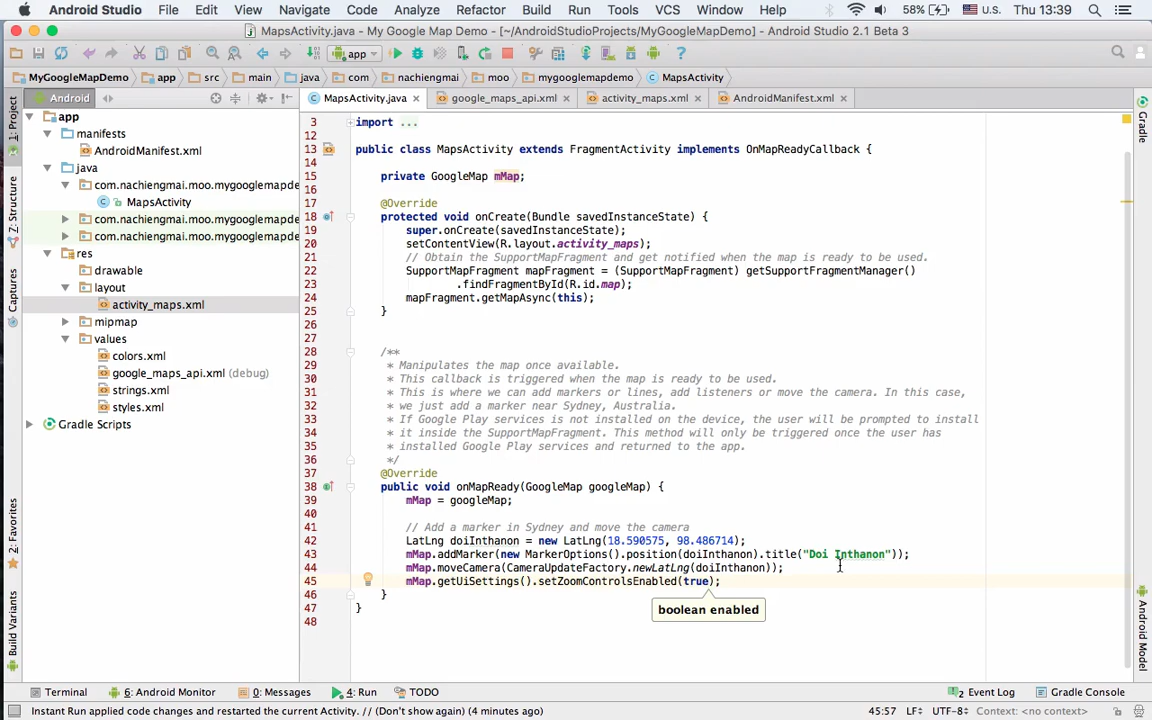 Android Studio File Edit View Navigate Code Analyze Refactor Build Run Tools VCS Window Help 58% U.S. Thu 13:39
MapsActivity.java - My Google Map Demo - [~/AndroidStudioProjects/MyGoogleMapDemo] - Android Studio 2.1 Beta 3
app
MyGoogleMapDemo app src main java com nachiengmai moo mygooglemapdemo MapsActivity
Android
MapsActivity.java google_maps_api.xml activity_maps.xml AndroidManifest.xml
1: Project
Z: Structure
Captures
2: Favorites
Build Variants
app
manifests
AndroidManifest.xml
java
com.nachiengmai.moo.mygooglemapde
MapsActivity
com.nachiengmai.moo.mygooglemapde
com.nachiengmai.moo.mygooglemapde
res
drawable
layout
activity_maps.xml
mipmap
values
colors.xml
google_maps_api.xml (debug)
strings.xml
styles.xml
Gradle Scripts
3 import ...
12
13 public class MapsActivity extends FragmentActivity implements OnMapReadyCallback {
14
15 private GoogleMap mMap;
16
17 @Override
18 protected void onCreate(Bundle savedInstanceState) {
19 super.onCreate(savedInstanceState);
20 setContentView(R.layout.activity_maps);
21 // Obtain the SupportMapFragment and get notified when the map is ready to be used.
22 SupportMapFragment mapFragment = (SupportMapFragment) getSupportFragmentManager()
23 .findFragmentById(R.id.map);
24 mapFragment.getMapAsync(this);
25 }
26
27
28 /**
29 * Manipulates the map once available.
30 * This callback is triggered when the map is ready to be used.
31 * This is where we can add markers or lines, add listeners or move the camera. In this case,
32 * we just add a marker near Sydney, Australia.
33 * If Google Play services is not installed on the device, the user will be prompted to install
34 * it inside the SupportMapFragment. This method will only be triggered once the user has
35 * installed Google Play services and returned to the app.
36 */
37 @Override
38 public void onMapReady(GoogleMap googleMap) {
39 mMap = googleMap;
40
41 // Add a marker in Sydney and move the camera
42 LatLng doiInthanon = new LatLng(18.590575, 98.486714);
43 mMap.addMarker(new MarkerOptions().position(doiInthanon).title("Doi Inthanon"));
44 mMap.moveCamera(CameraUpdateFactory.newLatLng(doiInthanon));
45 mMap.getUiSettings().setZoomControlsEnabled(true);
46 }
47 }
48
boolean enabled
Gradle
Android Model
Terminal 6: Android Monitor 0: Messages 4: Run TODO 2 Event Log Gradle Console
Instant Run applied code changes and restarted the current Activity. // (Don't show again) (4 minutes ago) 45:57 LF UTF-8 Context: <no context>